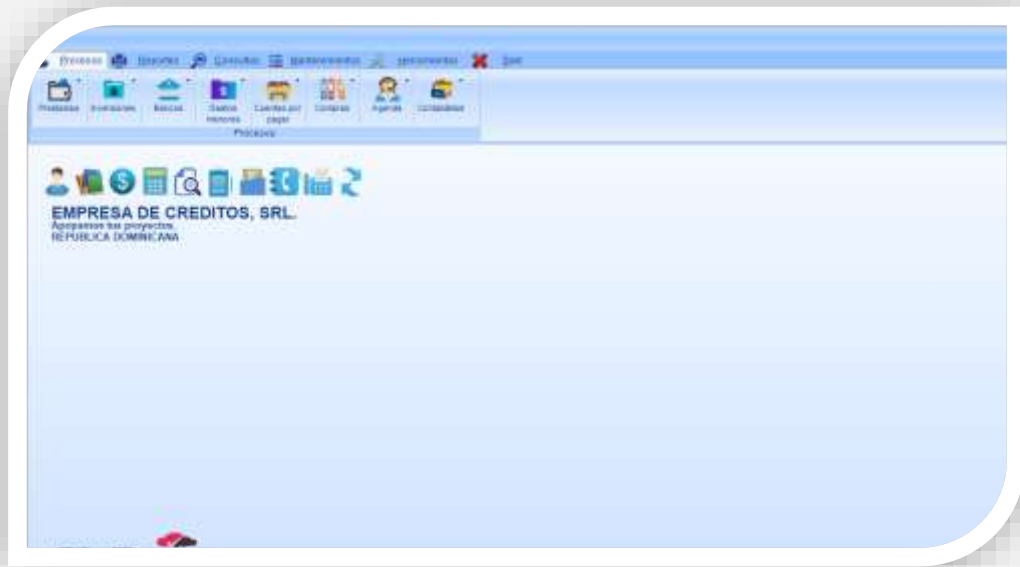 Procesos Reportes Consultas Mantenimientos Herramientas Salir
Prestamos Inversiones Bancos Gastos menores Cuentas por pagar Compras Agenda Contabilidad
Procesos
EMPRESA DE CREDITOS, SRL.
Apoyamos tus proyectos.
REPUBLICA DOMINICANA